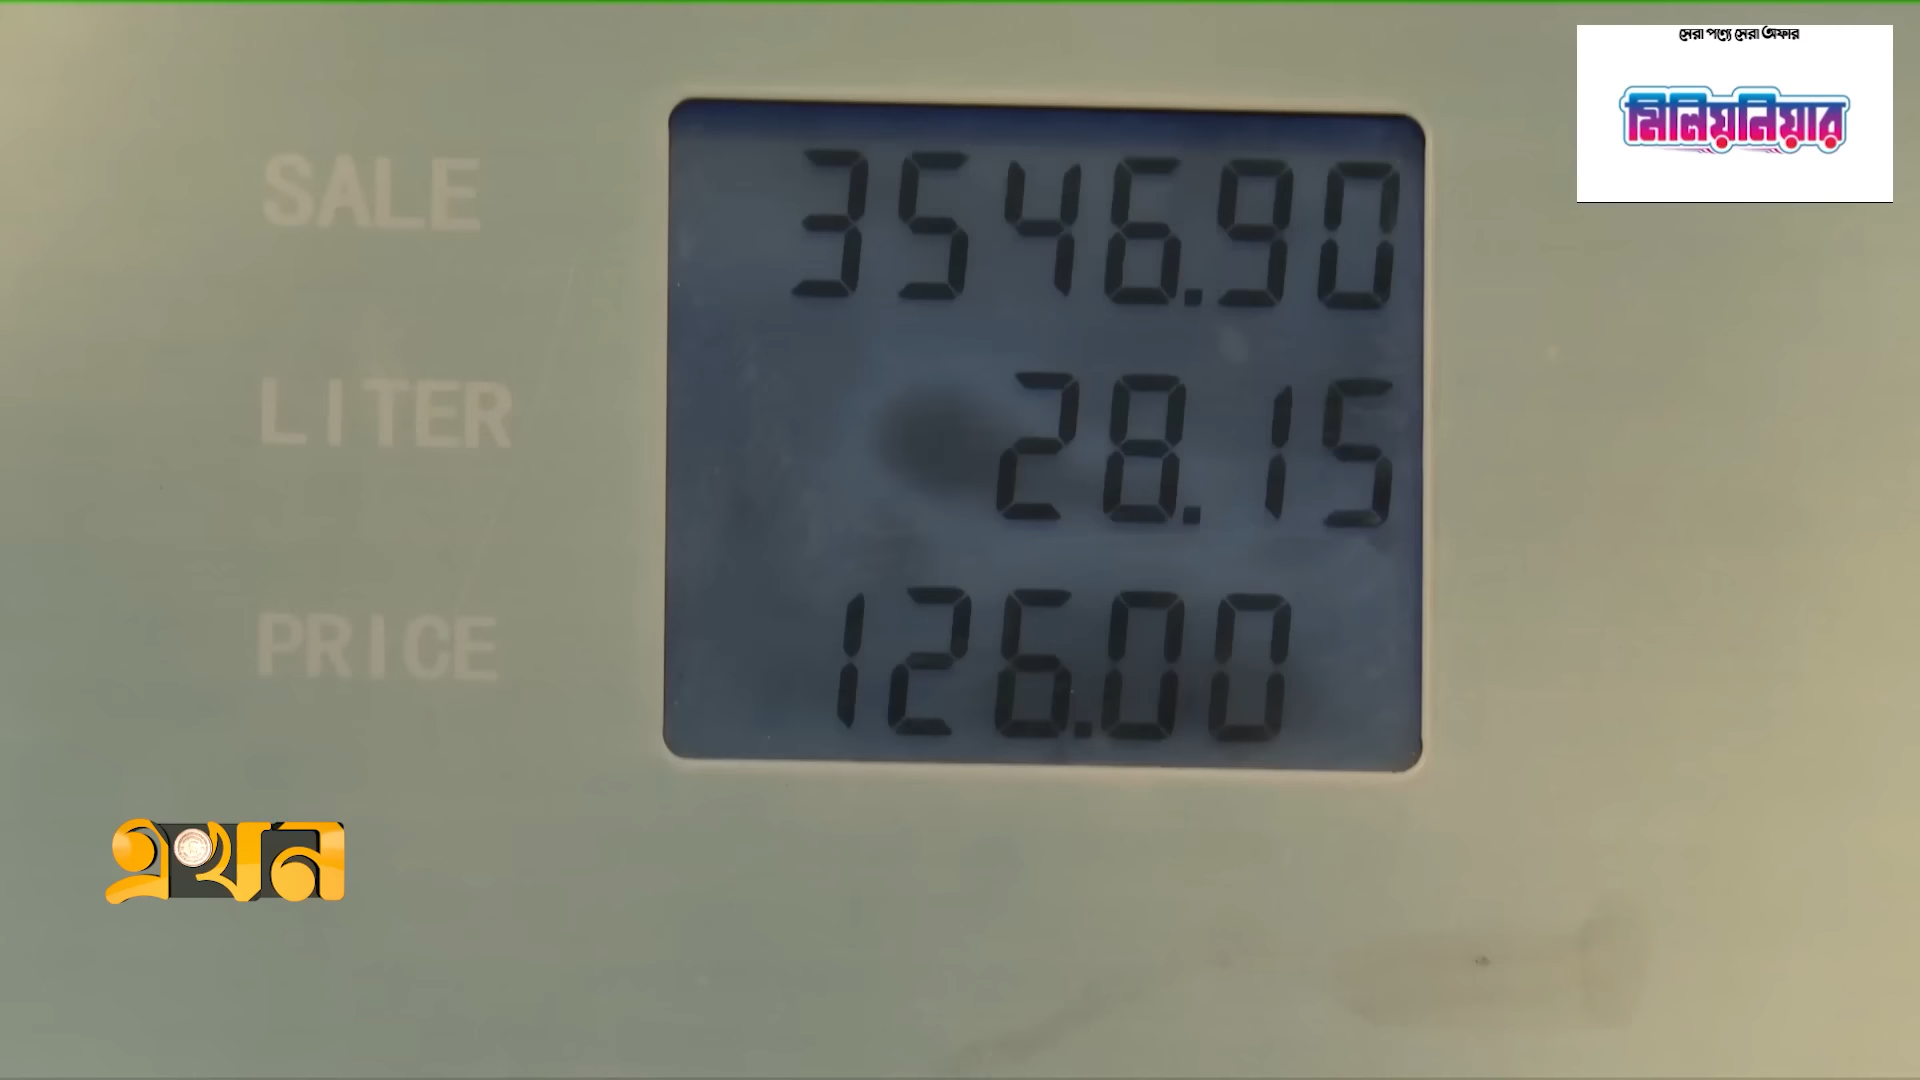 সেরা পণ্যে সেরা অফার
মিলিয়নিয়ার
SALE 3546.90
LITER 28.15
PRICE 126.00
এখন